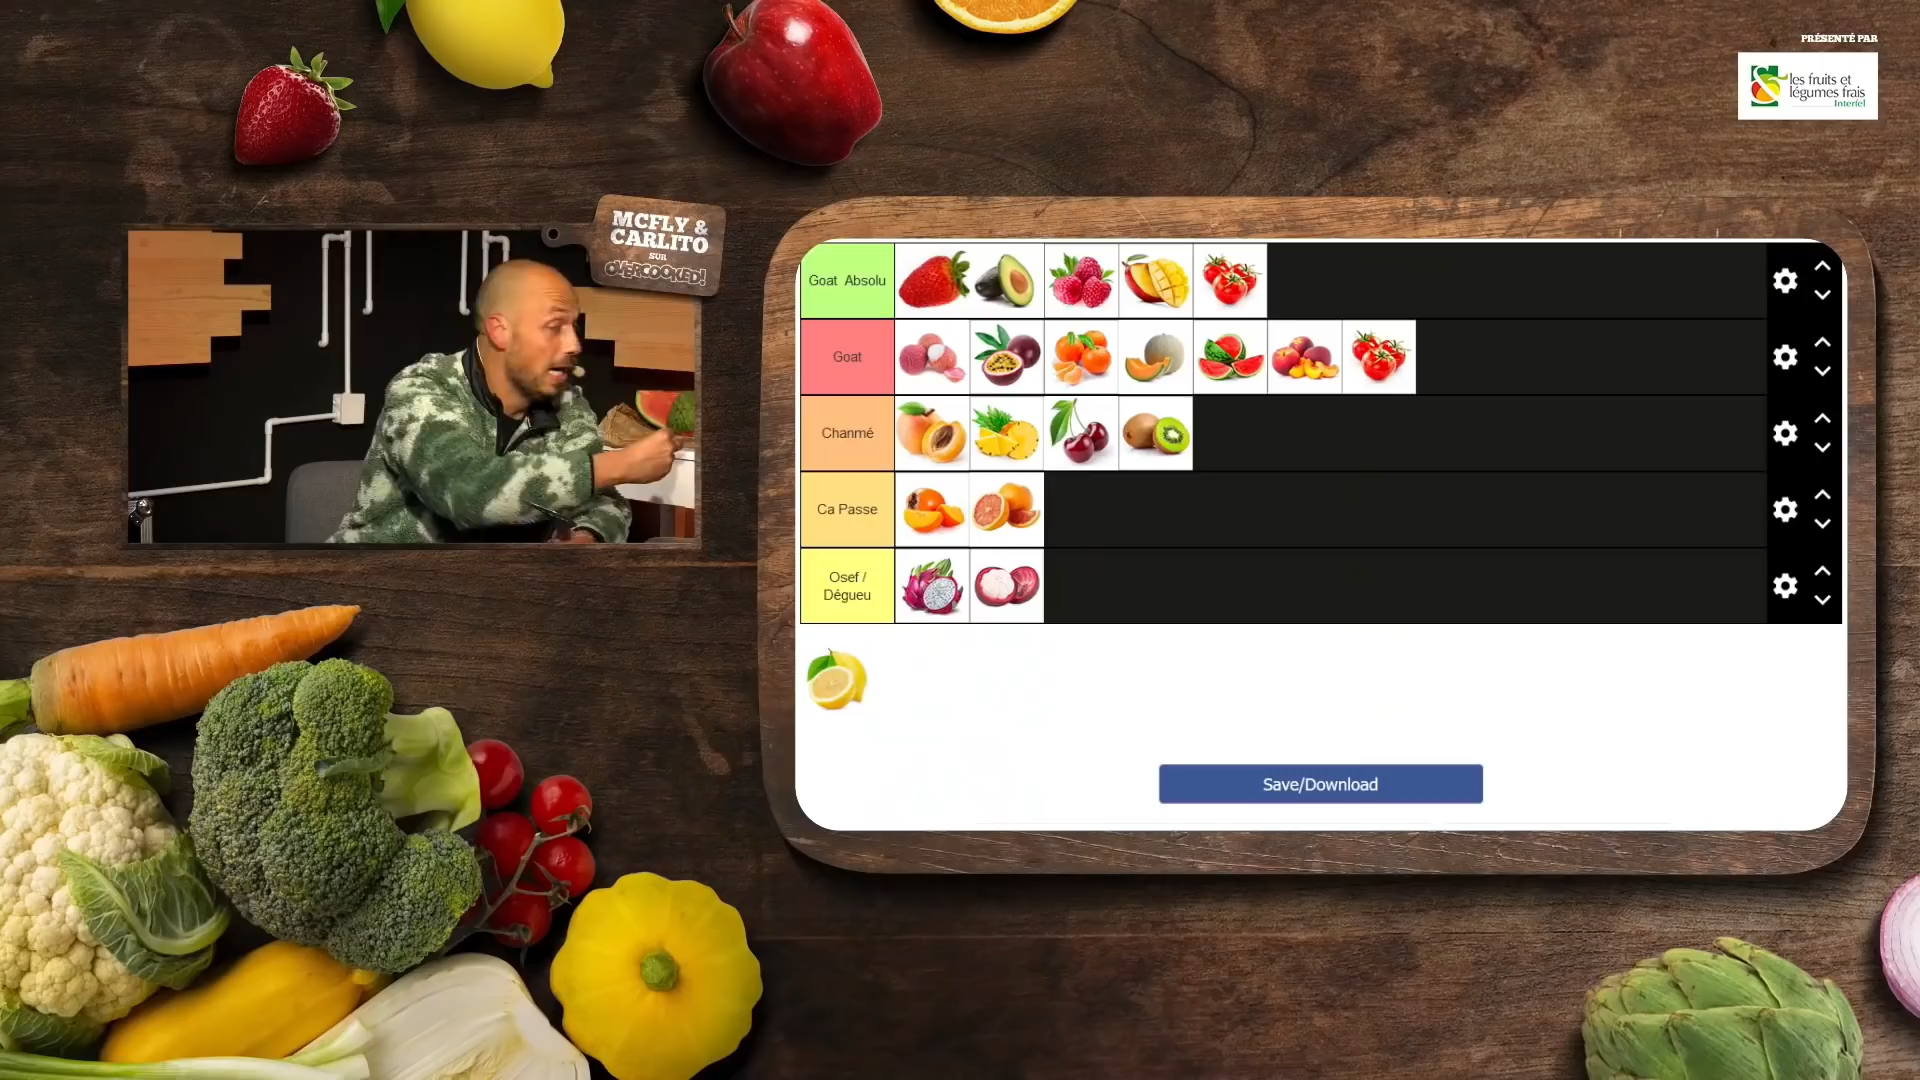 PRÉSENTÉ PAR
les fruits et
légumes frais
Interfel
MCFLY &
CARLITO
SUR
OVERCOOKED!
Goat Absolu
Goat
Chanmé
Ca Passe
Osef /
Dégueu
Save/Download